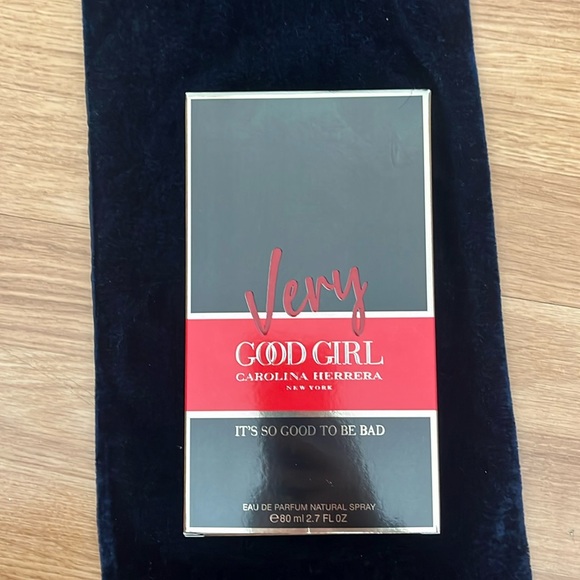 Very
GOOD GIRL
CAROLINA HERRERA
NEW YORK
IT'S SO GOOD TO BE BAD
EAU DE PARFUM NATURAL SPRAY
℮80 ml 2.7 FL OZ